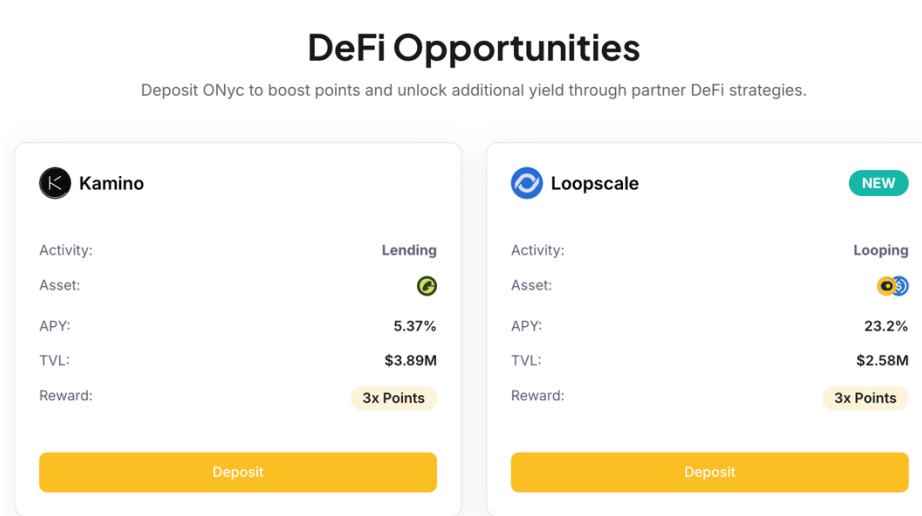 DeFi Opportunities
Deposit ONyc to boost points and unlock additional yield through partner DeFi strategies.
Kamino
Activity: Lending
Asset:
APY: 5.37%
TVL: $3.89M
Reward: 3x Points
Deposit
Loopscale NEW
Activity: Looping
Asset:
APY: 23.2%
TVL: $2.58M
Reward: 3x Points
Deposit